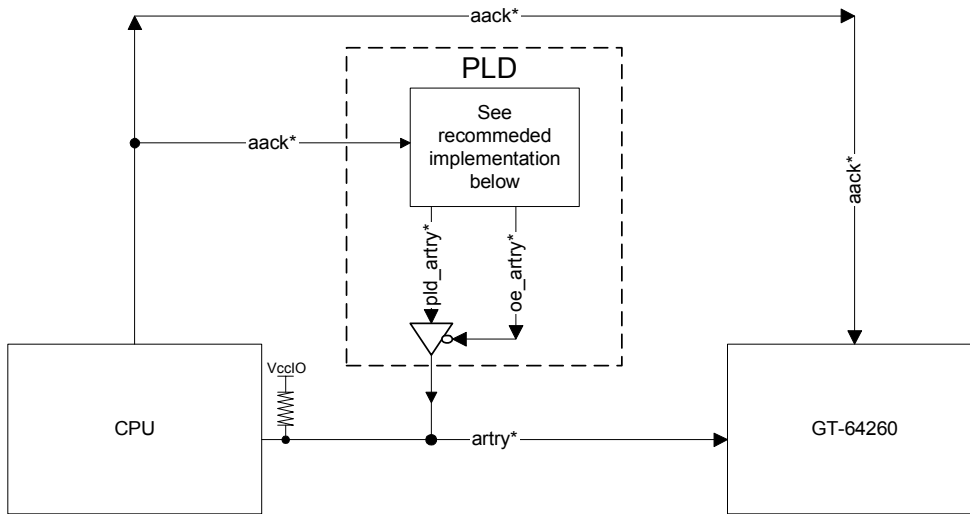 aack*
PLD
See
recommeded
implementation
below
aack*
aack*
pld_artry*
oe_artry*
VccIO
CPU
artry*
GT-64260